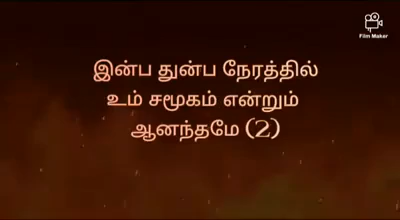 Film Maker
இன்ப துன்ப நேரத்தில்
உம் சமூகம் என்றும்
ஆனந்தமே (2)